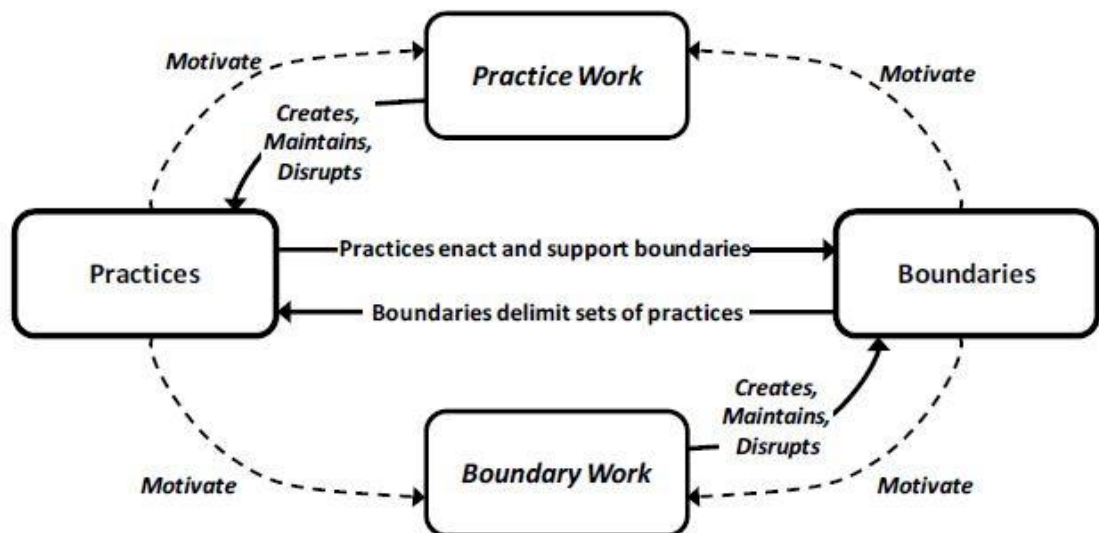 Motivate
Practice Work
Motivate
Creates,
Maintains,
Disrupts
Practices
Practices enact and support boundaries
Boundaries delimit sets of practices
Boundaries
Creates,
Maintains,
Disrupts
Motivate
Boundary Work
Motivate